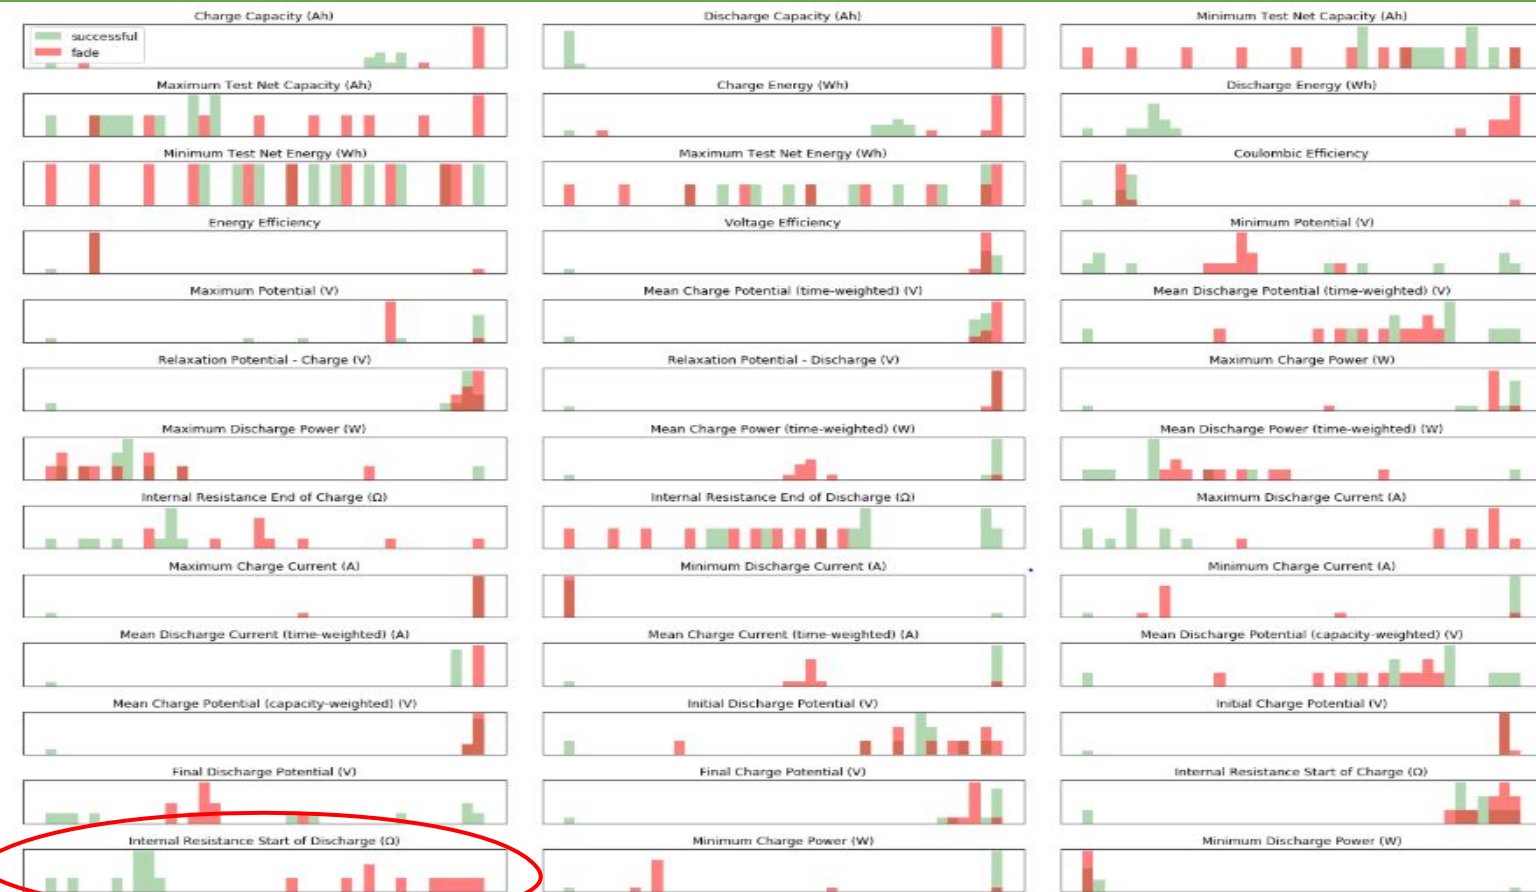 Charge Capacity (Ah)
Discharge Capacity (Ah)
Minimum Test Net Capacity (Ah)
successful
fade
Maximum Test Net Capacity (Ah)
Charge Energy (Wh)
Discharge Energy (Wh)
Minimum Test Net Energy (Wh)
Maximum Test Net Energy (Wh)
Coulombic Efficiency
Energy Efficiency
Voltage Efficiency
Minimum Potential (V)
Maximum Potential (V)
Mean Charge Potential (time-weighted) (V)
Mean Discharge Potential (time-weighted) (V)
Relaxation Potential - Charge (V)
Relaxation Potential - Discharge (V)
Maximum Charge Power (W)
Maximum Discharge Power (W)
Mean Charge Power (time-weighted) (W)
Mean Discharge Power (time-weighted) (W)
Internal Resistance End of Charge (Ω)
Internal Resistance End of Discharge (Ω)
Maximum Discharge Current (A)
Maximum Charge Current (A)
Minimum Discharge Current (A)
Minimum Charge Current (A)
Mean Discharge Current (time-weighted) (A)
Mean Charge Current (time-weighted) (A)
Mean Discharge Potential (capacity-weighted) (V)
Mean Charge Potential (capacity-weighted) (V)
Initial Discharge Potential (V)
Initial Charge Potential (V)
Final Discharge Potential (V)
Final Charge Potential (V)
Internal Resistance Start of Charge (Ω)
Internal Resistance Start of Discharge (Ω)
Minimum Charge Power (W)
Minimum Discharge Power (W)